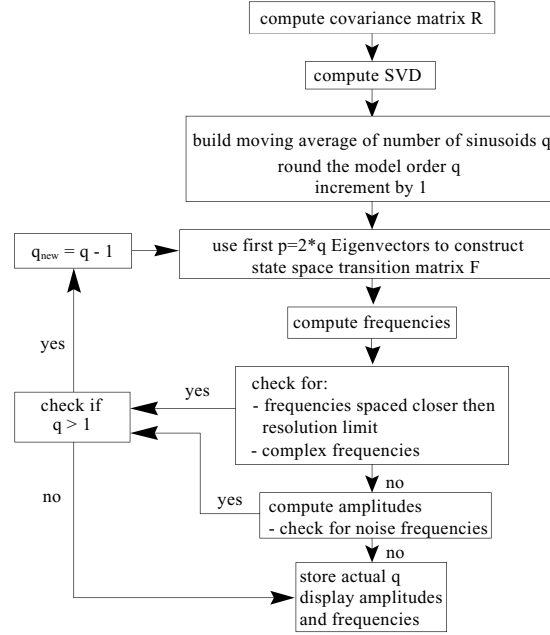 compute covariance matrix R
compute SVD
build moving average of number of sinusoids q
round the model order q
increment by 1
q_new = q - 1
use first p=2*q Eigenvectors to construct
state space transition matrix F
compute frequencies
yes
yes
check for:
- frequencies spaced closer then
resolution limit
- complex frequencies
check if
q > 1
no
no
yes
compute amplitudes
- check for noise frequencies
no
store actual q
display amplitudes
and frequencies